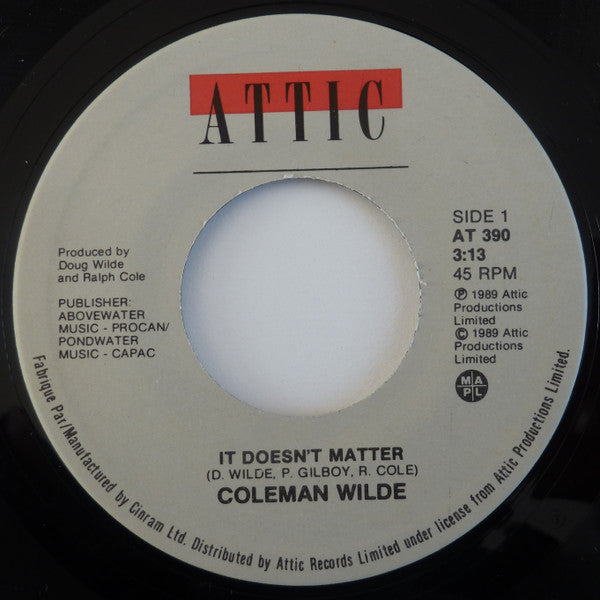 ATTIC
SIDE 1
AT 390
3:13
45 RPM
Ⓟ 1989 Attic
Productions
Limited
© 1989 Attic
Productions
Limited
M A
P L
Produced by
Doug Wilde
and Ralph Cole
PUBLISHER:
ABOVEWATER
MUSIC - PROCAN/
PONDWATER
MUSIC - CAPAC
IT DOESN'T MATTER
(D. WILDE, P. GILBOY, R. COLE)
COLEMAN WILDE
Fabrique Par/Manufactured by Cinram Ltd. Distributed by Attic Records Limited under license from Attic Productions Limited.